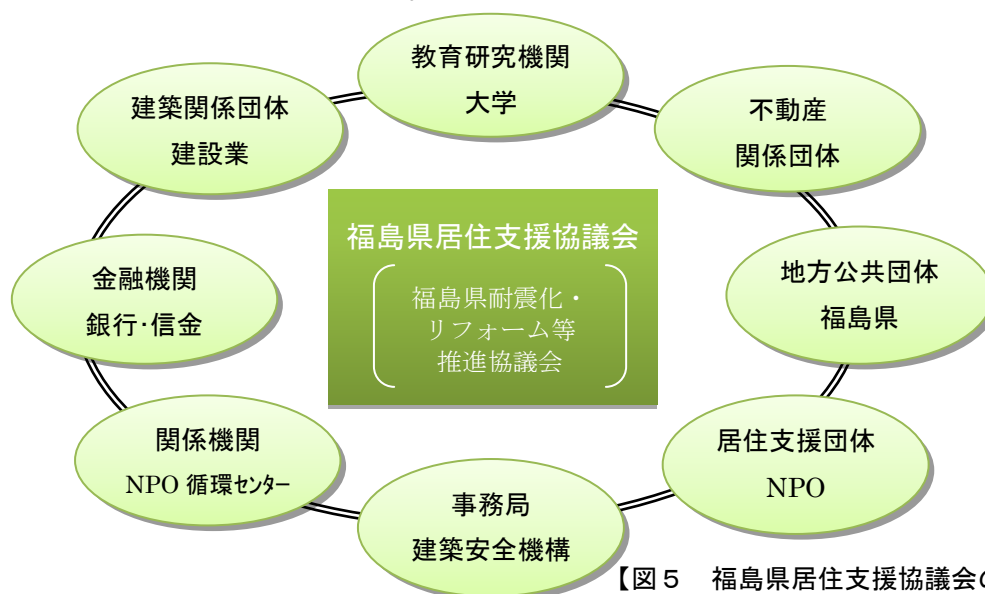 教育研究機関
大学
建築関係団体
建設業
不動産
関係団体
福島県居住支援協議会
福島県耐震化・
リフォーム等
推進協議会
金融機関
銀行・信金
地方公共団体
福島県
関係機関
NPO 循環センター
居住支援団体
NPO
事務局
建築安全機構
【図５ 福島県居住支援協議会の